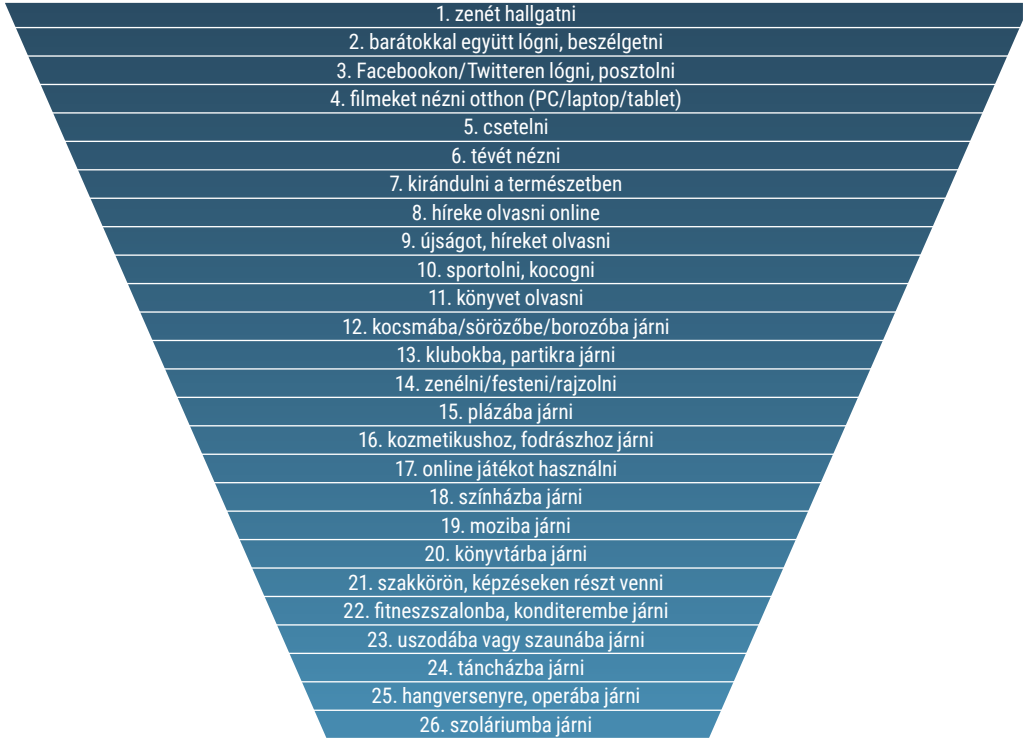 1. zenét hallgatni
2. barátokkal együtt lógni, beszélgetni
3. Facebookon/Twitteren lógni, posztolni
4. filmeket nézni otthon (PC/laptop/tablet)
5. csetelni
6. tévét nézni
7. kirándulni a természetben
8. híreke olvasni online
9. újságot, híreket olvasni
10. sportolni, kocogni
11. könyvet olvasni
12. kocsmába/sörözőbe/borozóba járni
13. klubokba, partikra járni
14. zenélni/festeni/rajzolni
15. plázába járni
16. kozmetikushoz, fodrászhoz járni
17. online játékot használni
18. színházba járni
19. moziba járni
20. könyvtárba járni
21. szakkörön, képzéseken részt venni
22. fitneszszalonba, konditerembe járni
23. uszodába vagy szaunába járni
24. táncházba járni
25. hangversenyre, operába járni
26. szoláriumba járni